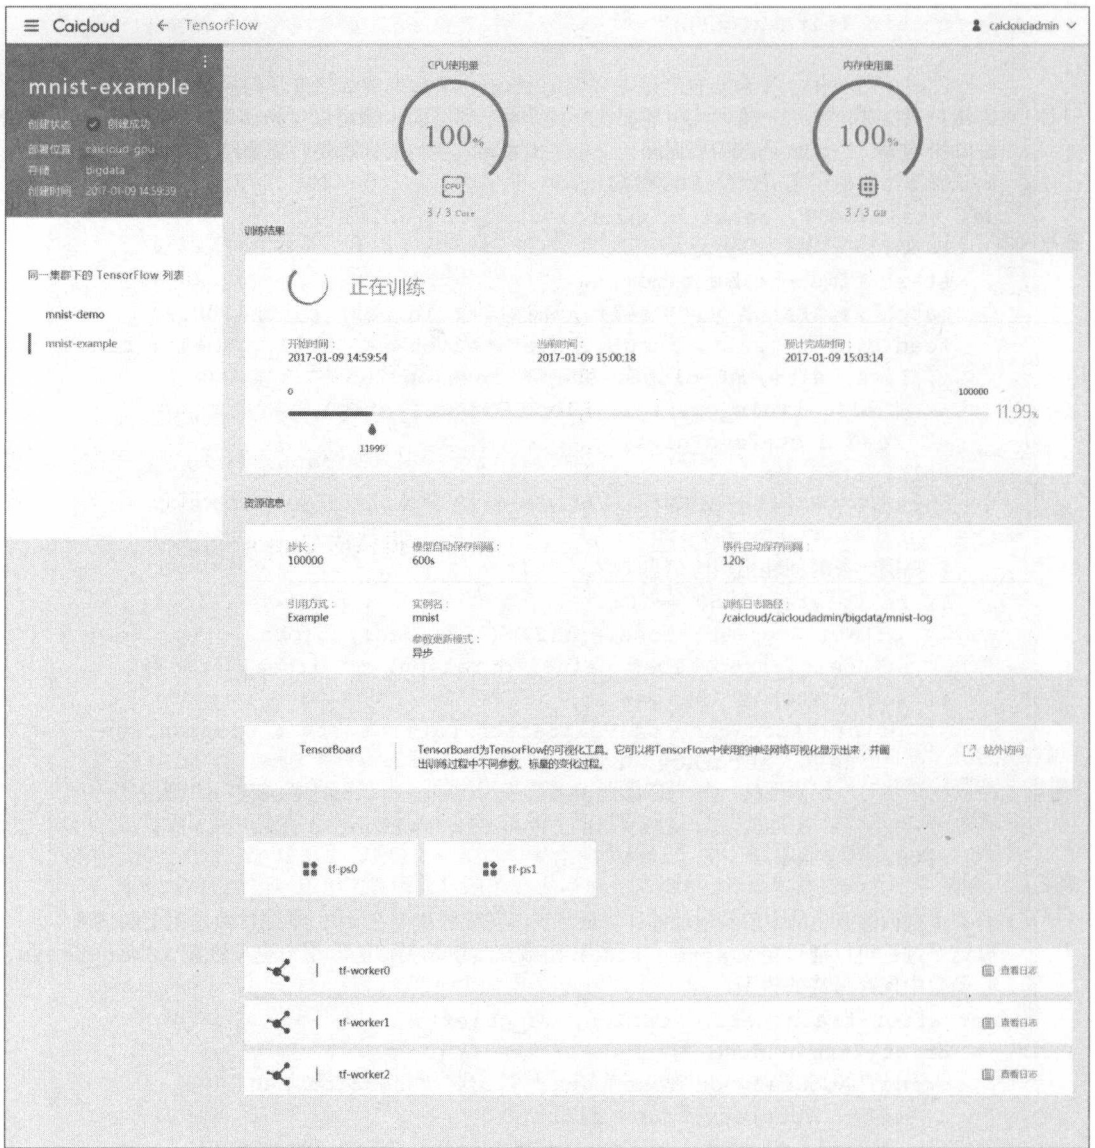 Caicloud
← TensorFlow
caicloudadmin
mnist-example
创建状态 创建成功
部署位置 caicloud-gpu
存储 bigdata
创建时间 2017-01-09 14:59:39
同一集群下的 TensorFlow 列表
mnist-demo
mnist-example
CPU使用量
100%
CPU
3 / 3 Core
内存使用量
100%
3 / 3 GB
训练结果
正在训练
开始时间：
2017-01-09 14:59:54
当前时间：
2017-01-09 15:00:18
预计完成时间：
2017-01-09 15:03:14
0
100000
11.99%
11999
资源信息
步长：
100000
模型自动保存间隔：
600s
事件自动保存间隔：
120s
引用方式：
Example
实例名：
mnist
训练日志路径
/caicloud/caicloudadmin/bigdata/mnist-log
参数更新模式：
异步
TensorBoard
TensorBoard为TensorFlow的可视化工具。它可以将TensorFlow中使用的神经网络可视化显示出来，并画
出训练过程中不同参数、标量的变化过程。
站外访问
tf-ps0
tf-ps1
tf-worker0
查看日志
tf-worker1
查看日志
tf-worker2
查看日志